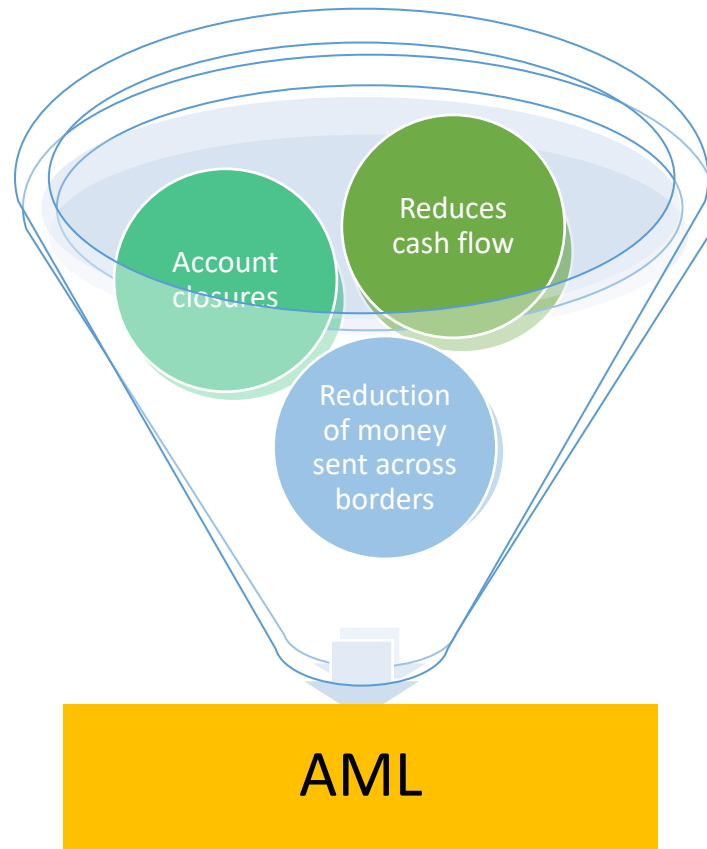 Reduces
cash flow
Account
closures
Reduction
of money
sent across
borders
AML